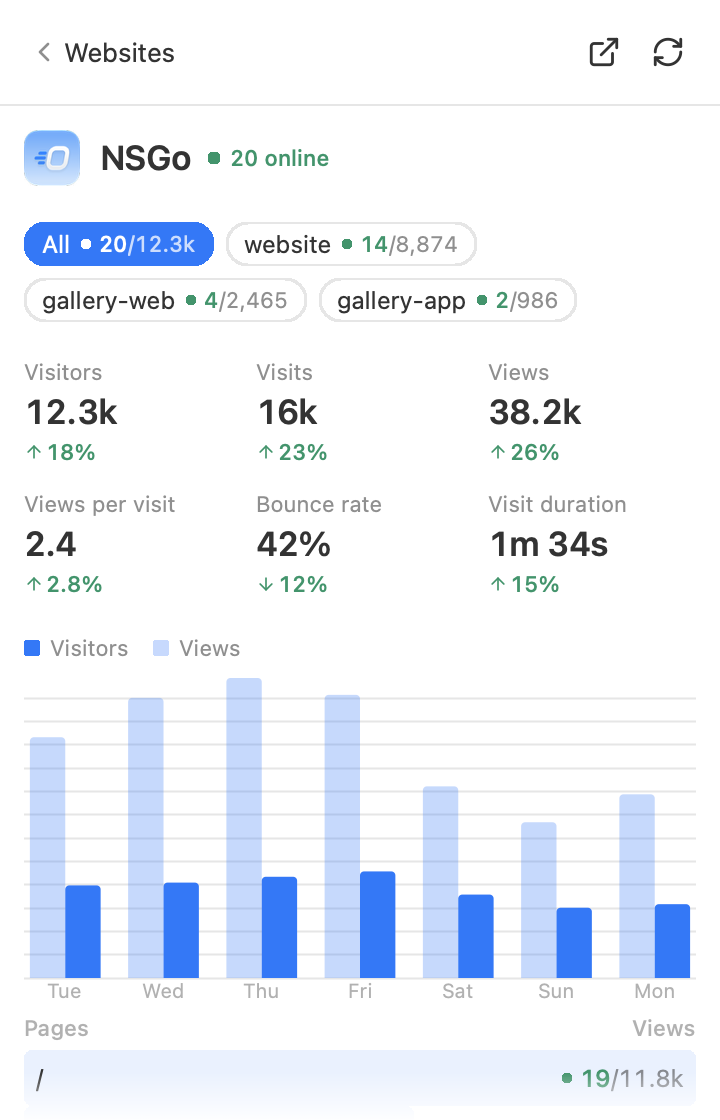 Websites
NSGo 20 online
All 20/12.3k website 14/8,874
gallery-web 4/2,465 gallery-app 2/986
Visitors Visits Views
12.3k 16k 38.2k
↑ 18% ↑ 23% ↑ 26%
Views per visit Bounce rate Visit duration
2.4 42% 1m 34s
↑ 2.8% ↓ 12% ↑ 15%
Visitors Views
Tue Wed Thu Fri Sat Sun Mon
Pages Views
/ 19/11.8k